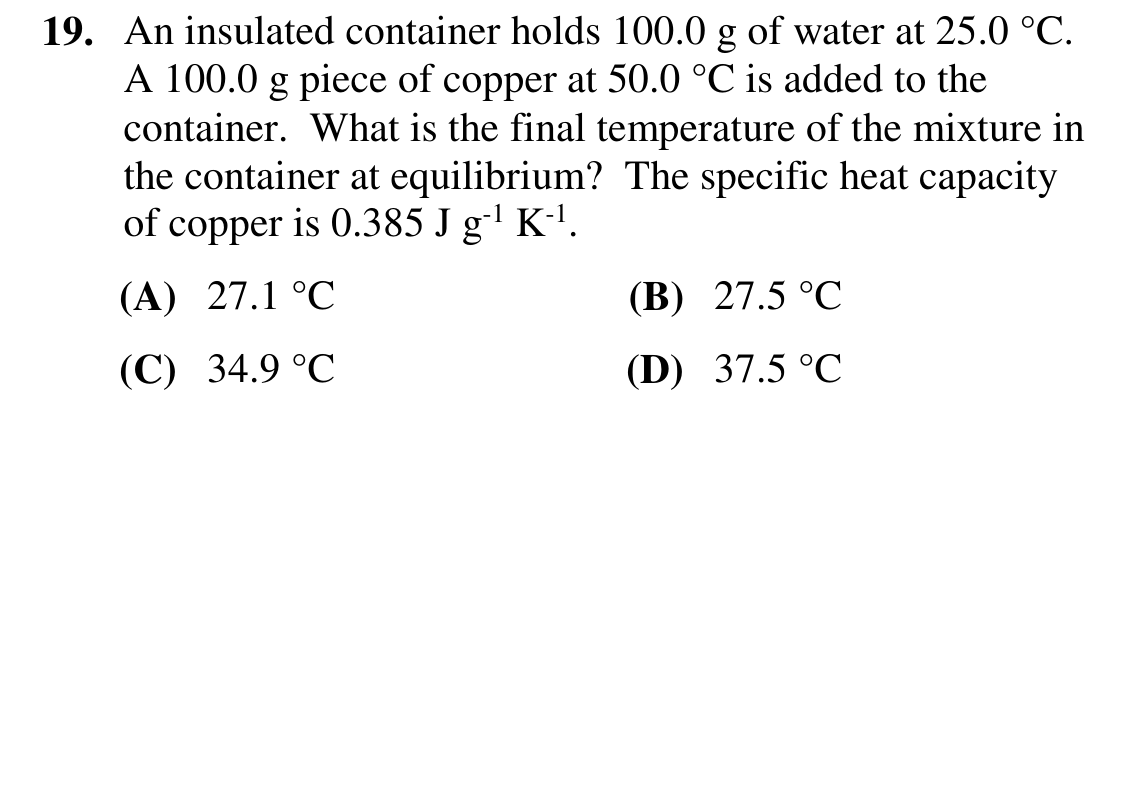 19. An insulated container holds 100.0 g of water at 25.0 °C.
A 100.0 g piece of copper at 50.0 °C is added to the
container.  What is the final temperature of the mixture in
the container at equilibrium?  The specific heat capacity
of copper is 0.385 J g⁻¹ K⁻¹.
(A) 27.1 °C (B) 27.5 °C
(C) 34.9 °C (D) 37.5 °C